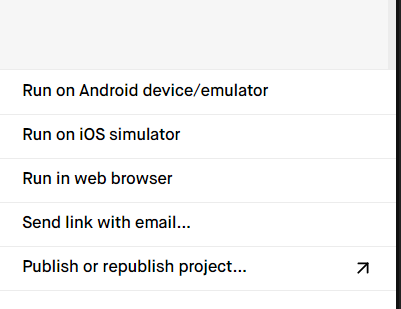 Run on Android device/emulator
Run on iOS simulator
Run in web browser
Send link with email...
Publish or republish project...